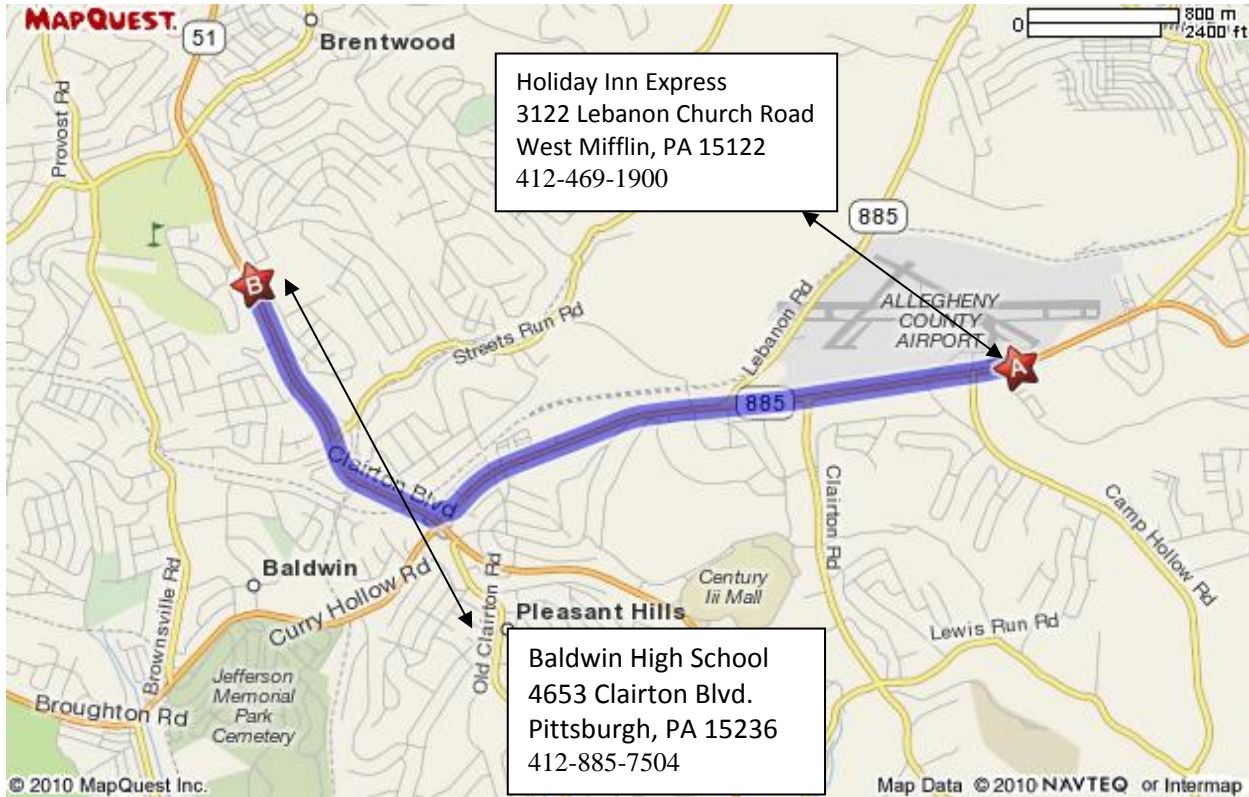 MAPQUEST.
51
Brentwood
0 800 m
2400 ft
Provost Rd
Holiday Inn Express
3122 Lebanon Church Road
West Mifflin, PA 15122
412-469-1900
885
B
ALLEGHENY
COUNTY
AIRPORT
Lebanon Rd
Streets Run Rd
A
885
Clairton Blvd
Clairton Rd
Camp Hollow Rd
Baldwin
Curry Hollow Rd
Old Clairton Rd
Century
Iii Mall
Brownsville Rd
Pleasant Hills
Lewis Run Rd
Jefferson
Memorial
Park
Cemetery
Broughton Rd
Baldwin High School
4653 Clairton Blvd.
Pittsburgh, PA 15236
412-885-7504
© 2010 MapQuest Inc.
Map Data © 2010 NAVTEQ or Intermap